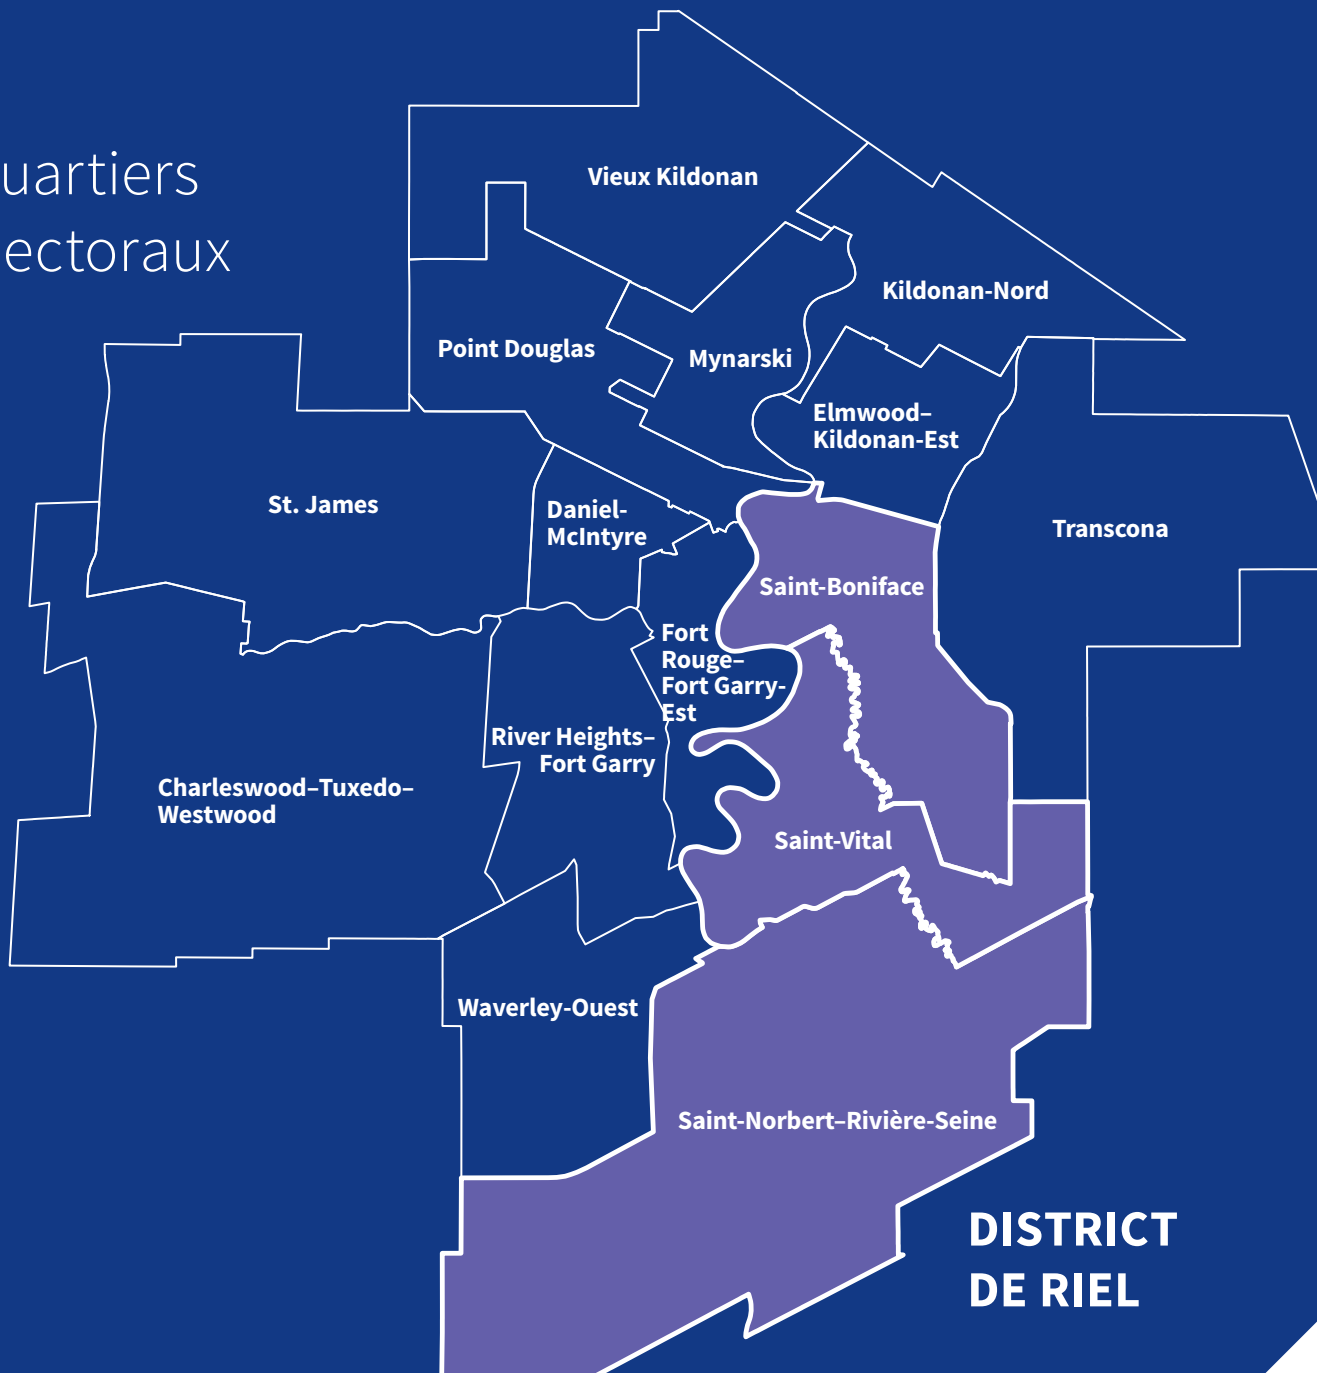 uartiers
ectoraux
Vieux Kildonan
Kildonan-Nord
Point Douglas
Mynarski
Elmwood–
Kildonan-Est
St. James
Daniel-
McIntyre
Transcona
Saint-Boniface
Fort
Rouge–
Fort Garry-
Est
River Heights–
Fort Garry
Charleswood–Tuxedo–
Westwood
Saint-Vital
Waverley-Ouest
Saint-Norbert–Rivière-Seine
DISTRICT
DE RIEL